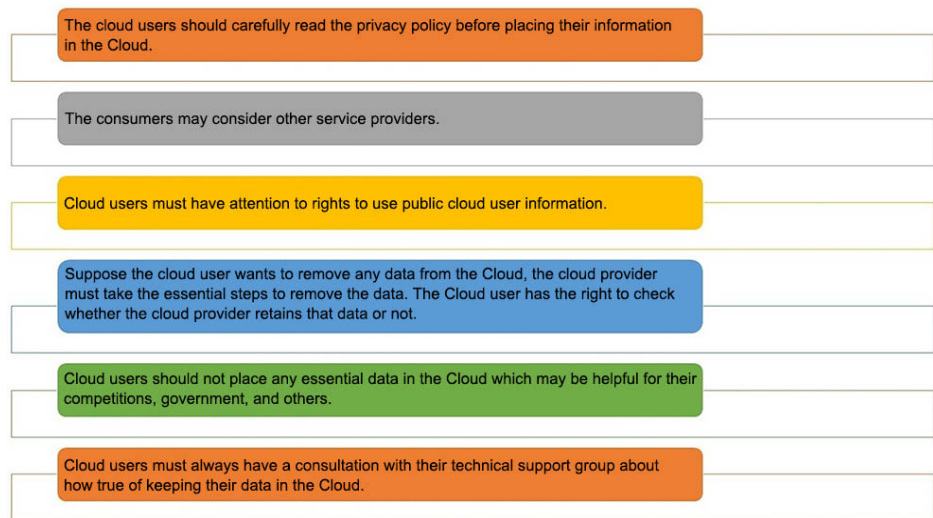 The cloud users should carefully read the privacy policy before placing their information
in the Cloud.
The consumers may consider other service providers.
Cloud users must have attention to rights to use public cloud user information.
Suppose the cloud user wants to remove any data from the Cloud, the cloud provider
must take the essential steps to remove the data. The Cloud user has the right to check
whether the cloud provider retains that data or not.
Cloud users should not place any essential data in the Cloud which may be helpful for their
competitions, government, and others.
Cloud users must always have a consultation with their technical support group about
how true of keeping their data in the Cloud.